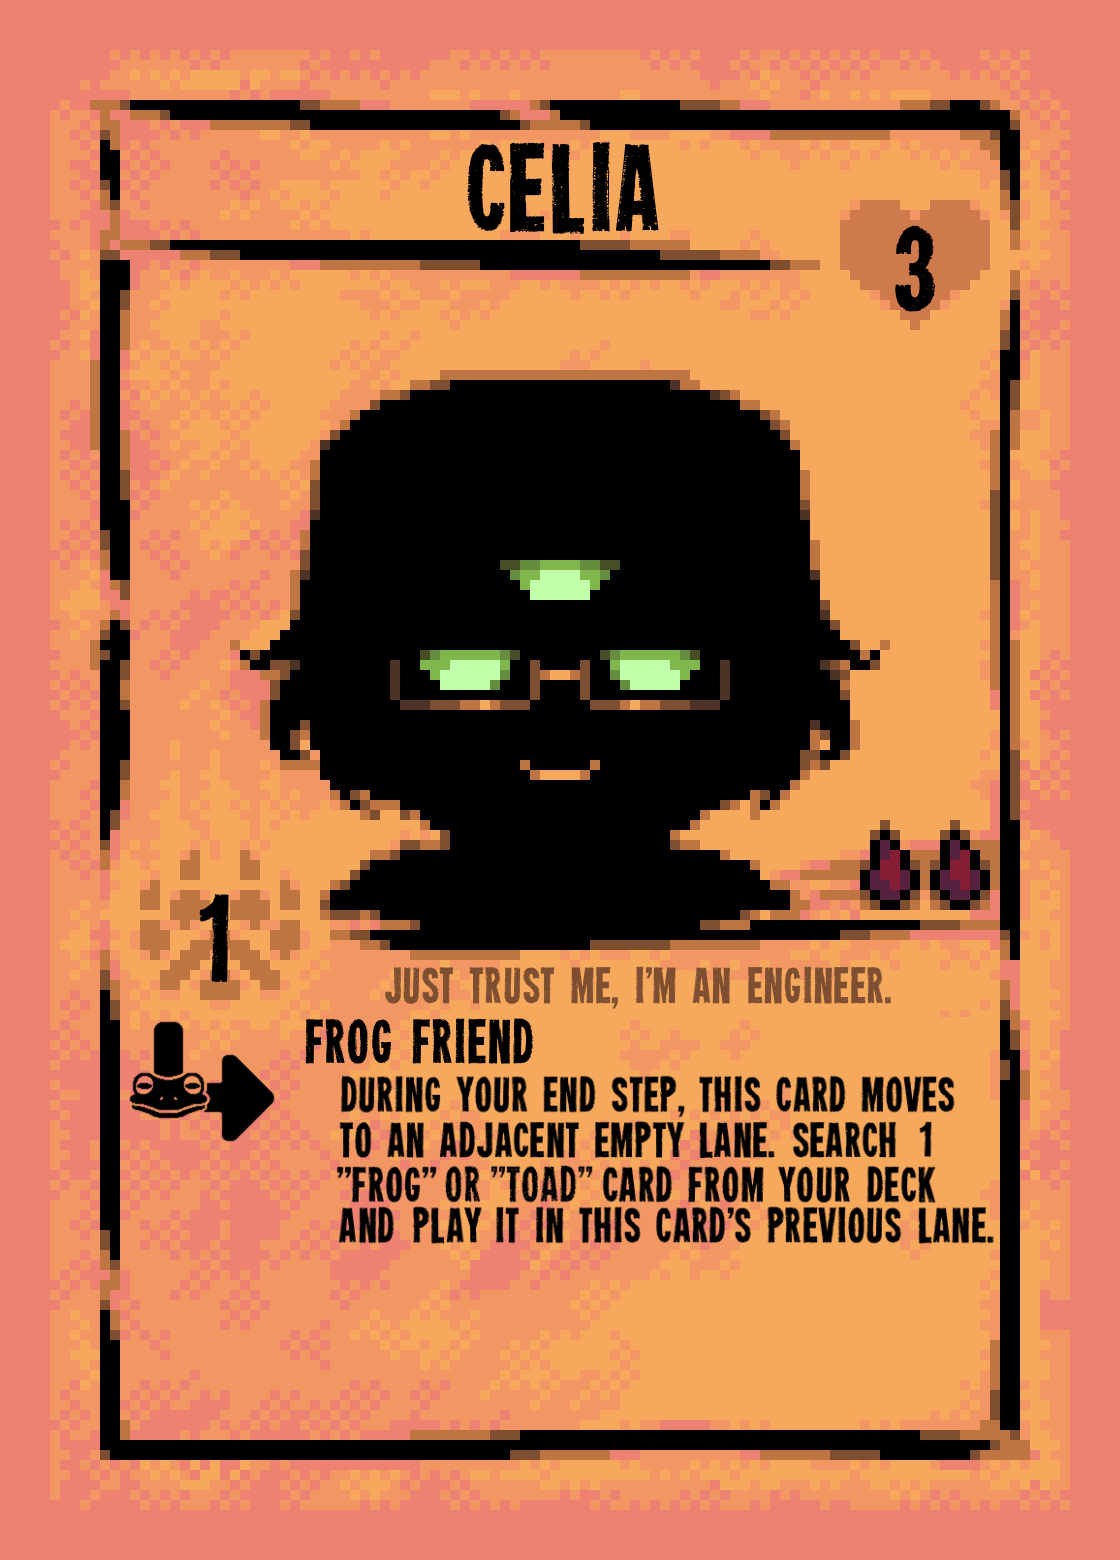 CELIA
3
1
JUST TRUST ME, I'M AN ENGINEER.
FROG FRIEND
DURING YOUR END STEP, THIS CARD MOVES
TO AN ADJACENT EMPTY LANE. SEARCH 1
"FROG" OR "TOAD" CARD FROM YOUR DECK
AND PLAY IT IN THIS CARD'S PREVIOUS LANE.